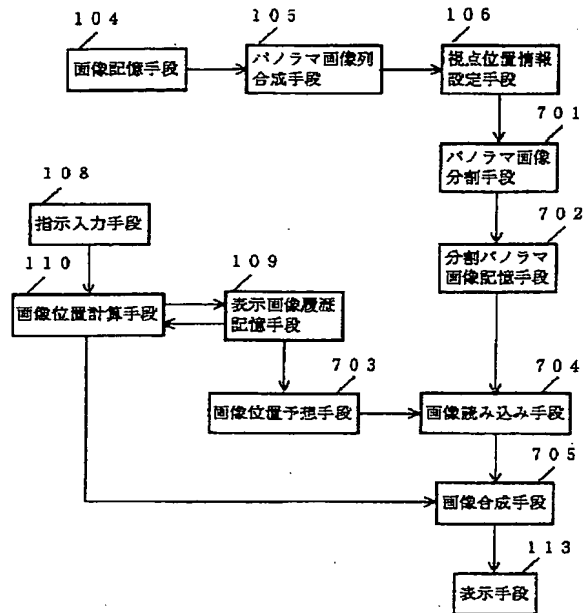 104
画像記憶手段
105
パノラマ画像列
合成手段
106
視点位置情報
設定手段
701
パノラマ画像
分割手段
108
指示入力手段
702
分割パノラマ
画像記憶手段
110
画像位置計算手段
109
表示画像履歴
記憶手段
703
画像位置予想手段
704
画像読み込み手段
705
画像合成手段
113
表示手段